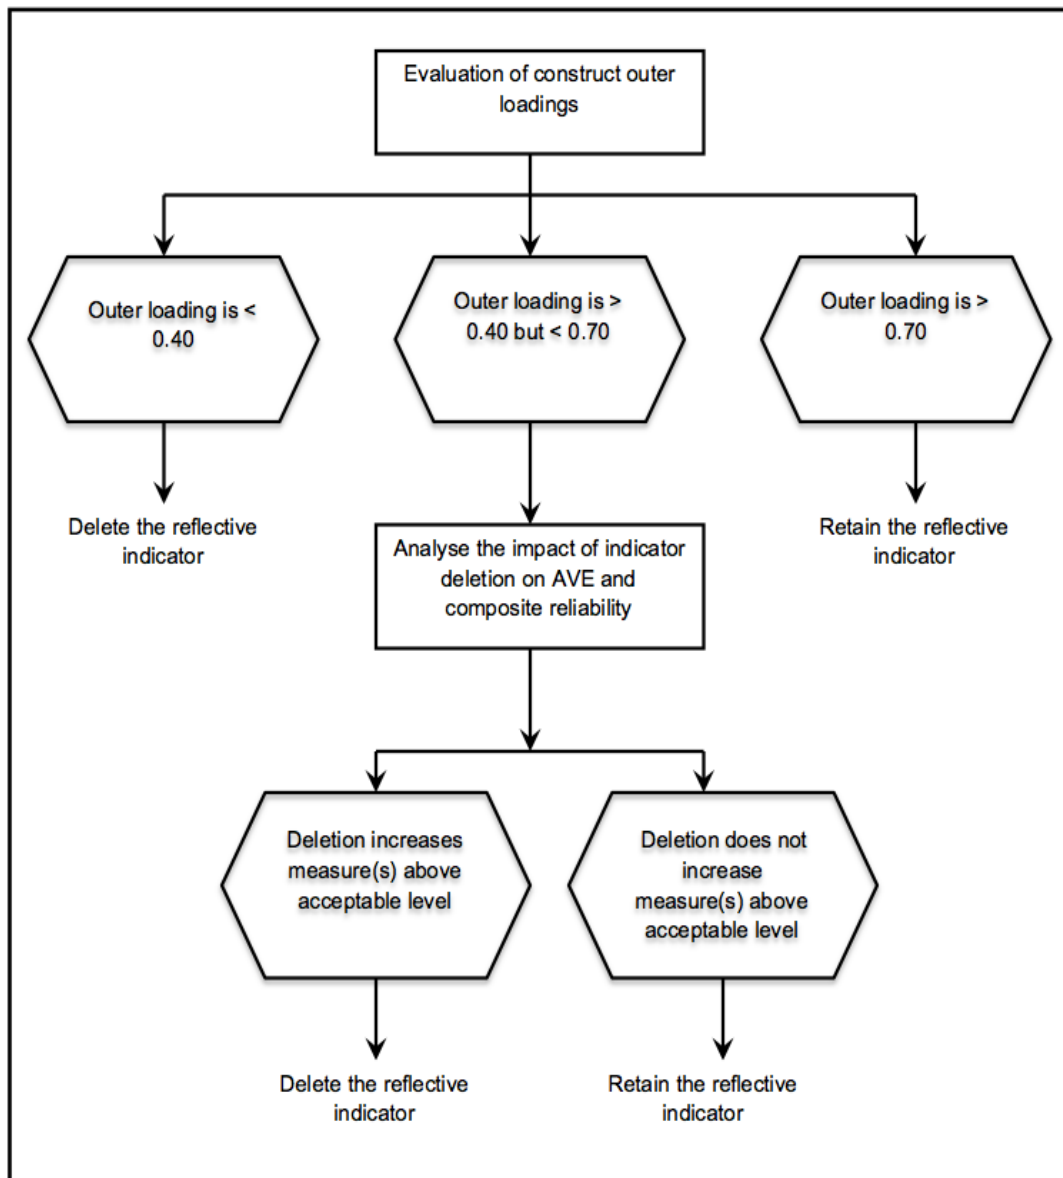 Evaluation of construct outer
loadings
Outer loading is <
0.40
Outer loading is >
0.40 but < 0.70
Outer loading is >
0.70
Delete the reflective
indicator
Analyse the impact of indicator
deletion on AVE and
composite reliability
Retain the reflective
indicator
Deletion increases
measure(s) above
acceptable level
Deletion does not
increase
measure(s) above
acceptable level
Delete the reflective
indicator
Retain the reflective
indicator